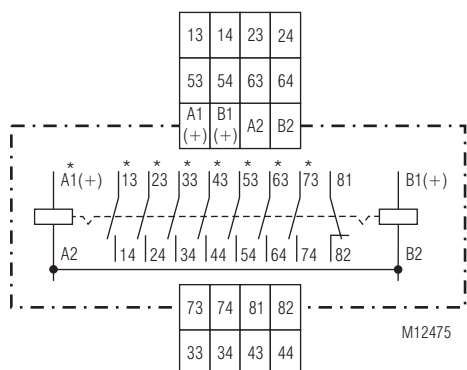 13 14 23 24
53 54 63 64
A1 (+) B1 (+) A2 B2
* * * * * * * *
A1(+) 13 23 33 43 53 63 73 81 B1(+)
A2 14 24 34 44 54 64 74 82 B2
73 74 81 82
M12475
33 34 43 44